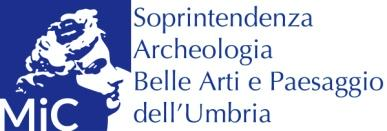 MiC
Soprintendenza
Archeologia
Belle Arti e Paesaggio
dell'Umbria